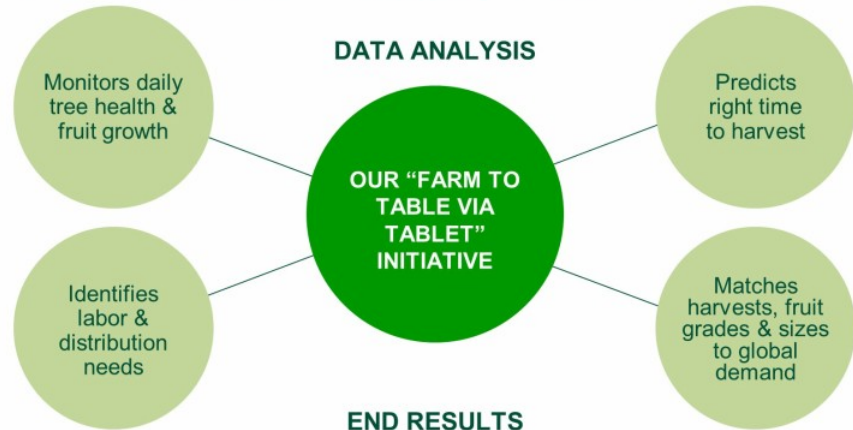 DATA ANALYSIS
Monitors daily
tree health &
fruit growth
Predicts
right time
to harvest
OUR “FARM TO
TABLE VIA
TABLET”
INITIATIVE
Identifies
labor &
distribution
needs
Matches
harvests, fruit
grades & sizes
to global
demand
END RESULTS